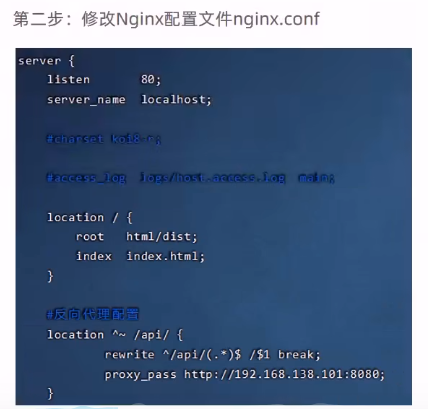 第二步：修改Nginx配置文件nginx.conf
server {
    listen       80;
    server_name  localhost;
    #charset koi8-r;
    #access_log  logs/host.access.log  main;
    location / {
        root   html/dist;
        index  index.html;
    }
    #反向代理配置
    location ^~ /api/ {
            rewrite ^/api/(.*)$ /$1 break;
            proxy_pass http://192.168.138.101:8080;
    }